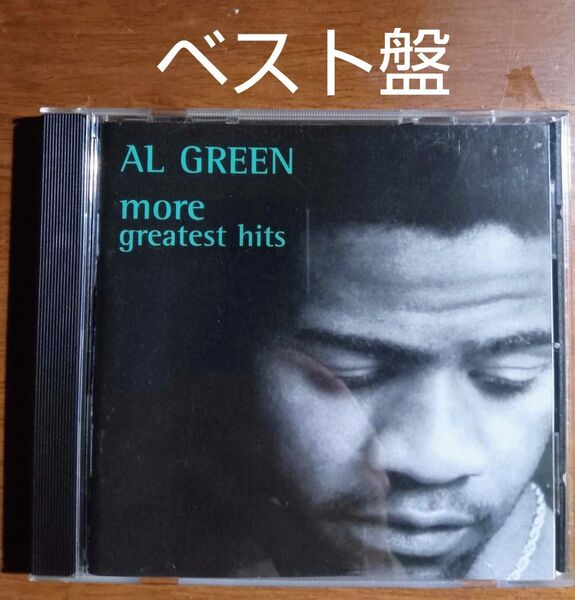 ベスト盤
AL GREEN
more
greatest hits